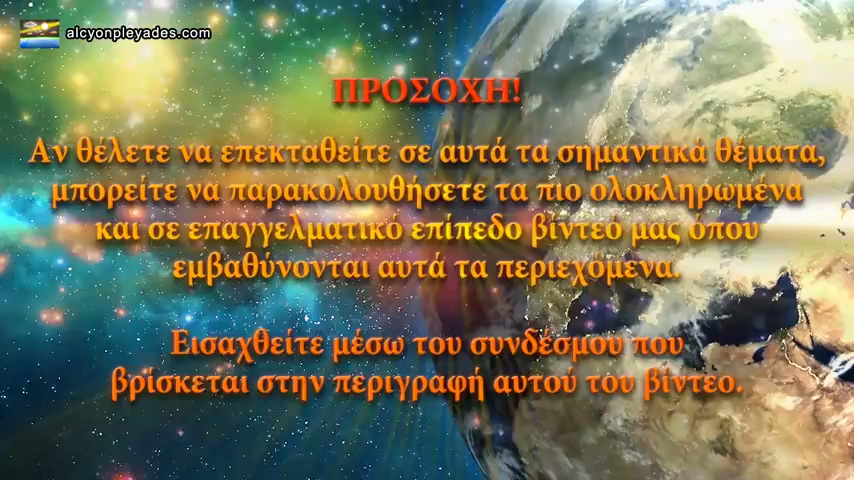 alcyonpleyades.com
ΠΡΟΣΟΧΗ!
Αν θέλετε να επεκταθείτε σε αυτά τα σημαντικά θέματα,
μπορείτε να παρακολουθήσετε τα πιο ολοκληρωμένα
και σε επαγγελματικό επίπεδο βίντεό μας όπου
εμβαθύνονται αυτά τα περιεχόμενα.
Εισαχθείτε μέσω του συνδέσμου που
βρίσκεται στην περιγραφή αυτού του βίντεο.